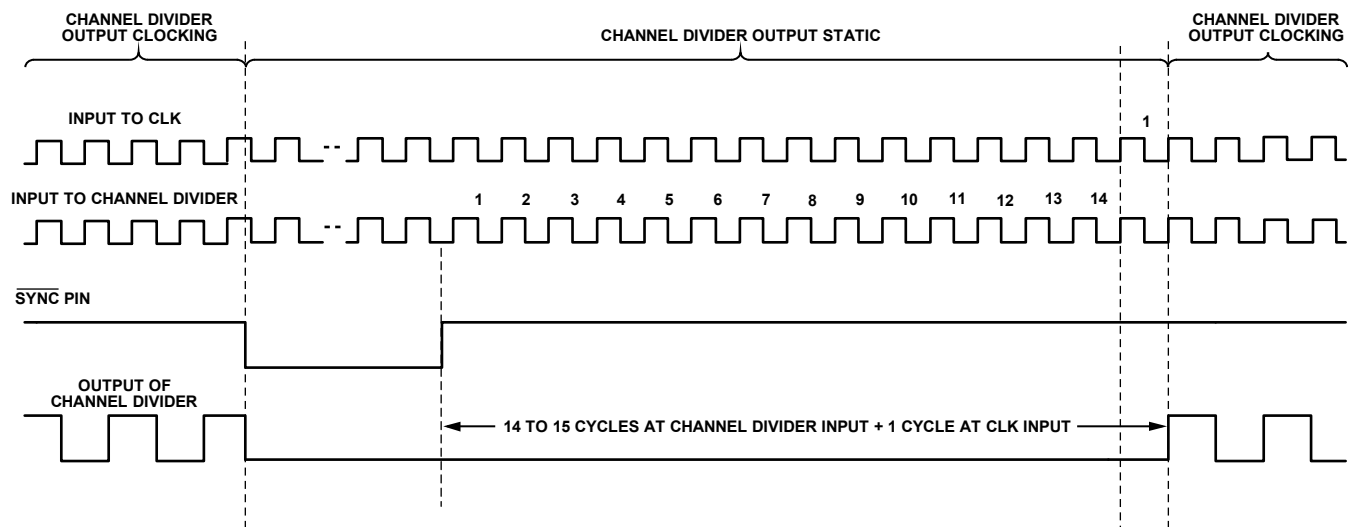 CHANNEL DIVIDER
OUTPUT CLOCKING
CHANNEL DIVIDER OUTPUT STATIC
CHANNEL DIVIDER
OUTPUT CLOCKING
INPUT TO CLK
1
INPUT TO CHANNEL DIVIDER
1 2 3 4 5 6 7 8 9 10 11 12 13 14
SYNC PIN
OUTPUT OF
CHANNEL DIVIDER
14 TO 15 CYCLES AT CHANNEL DIVIDER INPUT + 1 CYCLE AT CLK INPUT